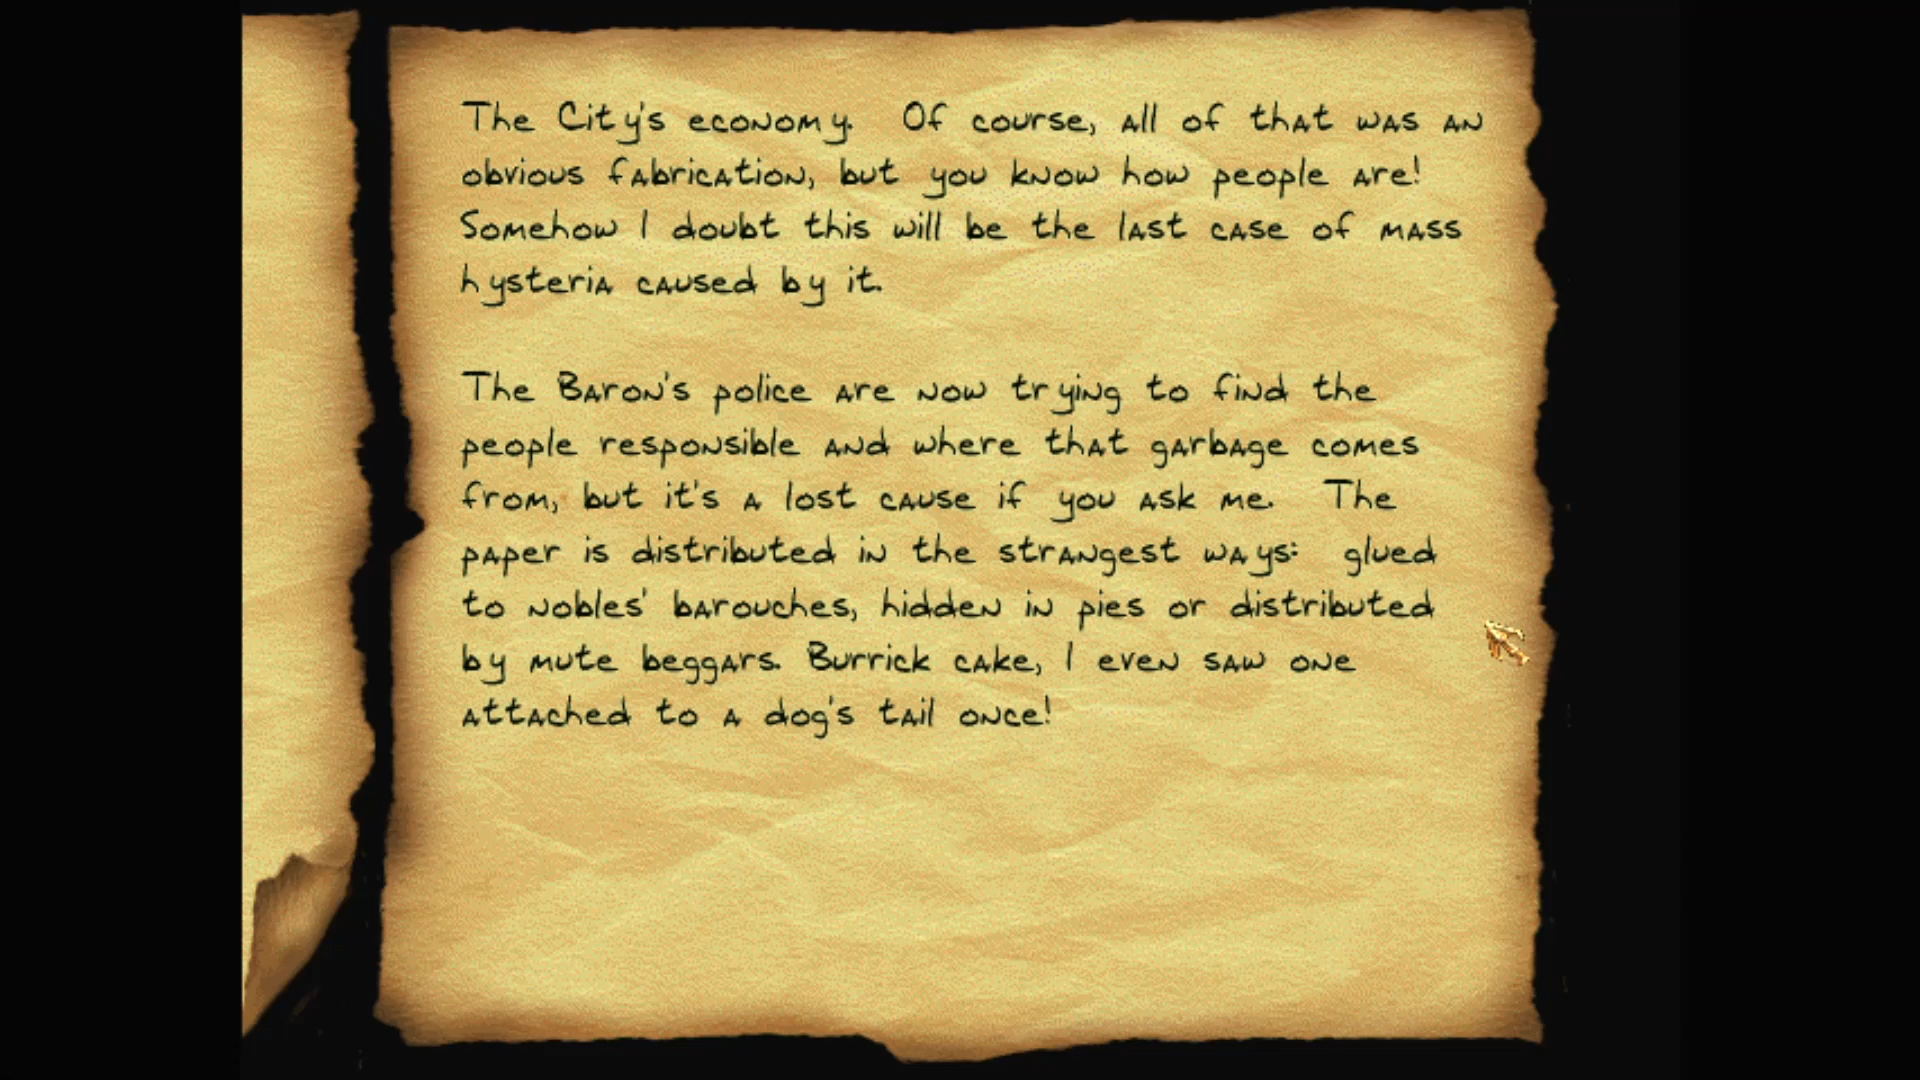 The City's economy.  Of course, all of that was an
obvious fabrication, but you know how people are!
Somehow I doubt this will be the last case of mass
hysteria caused by it.
The Baron's police are now trying to find the
people responsible and where that garbage comes
from, but it's a lost cause if you ask me.  The
paper is distributed in the strangest ways:  glued
to nobles' barouches, hidden in pies or distributed
by mute beggars. Burrick cake, I even saw one
attached to a dog's tail once!